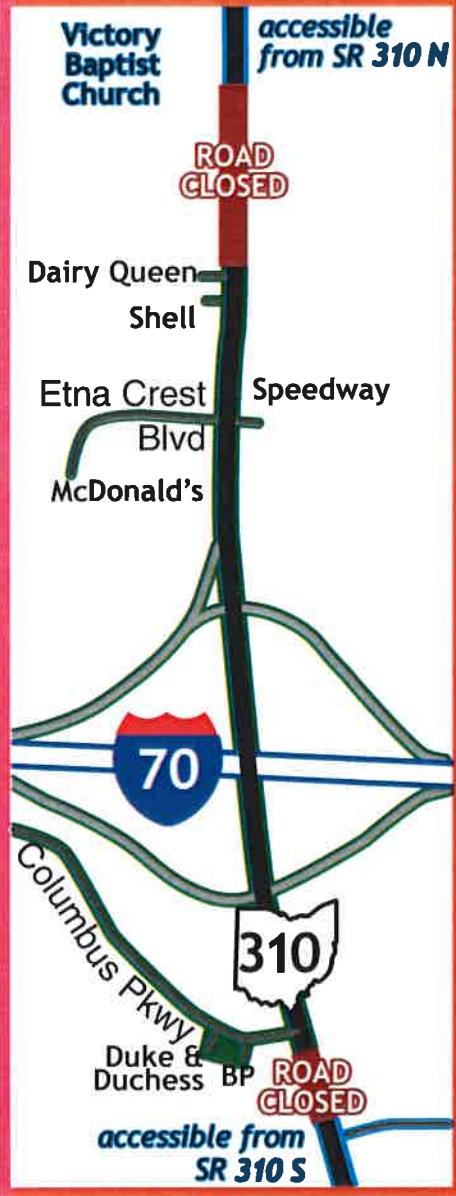 Victory
Baptist
Church
accessible
from SR 310 N
ROAD
CLOSED
Dairy Queen
Shell
Etna Crest
Blvd
Speedway
McDonald's
70
310
Columbus Pkwy
Duke &
Duchess
BP
ROAD
CLOSED
accessible from
SR 310 S